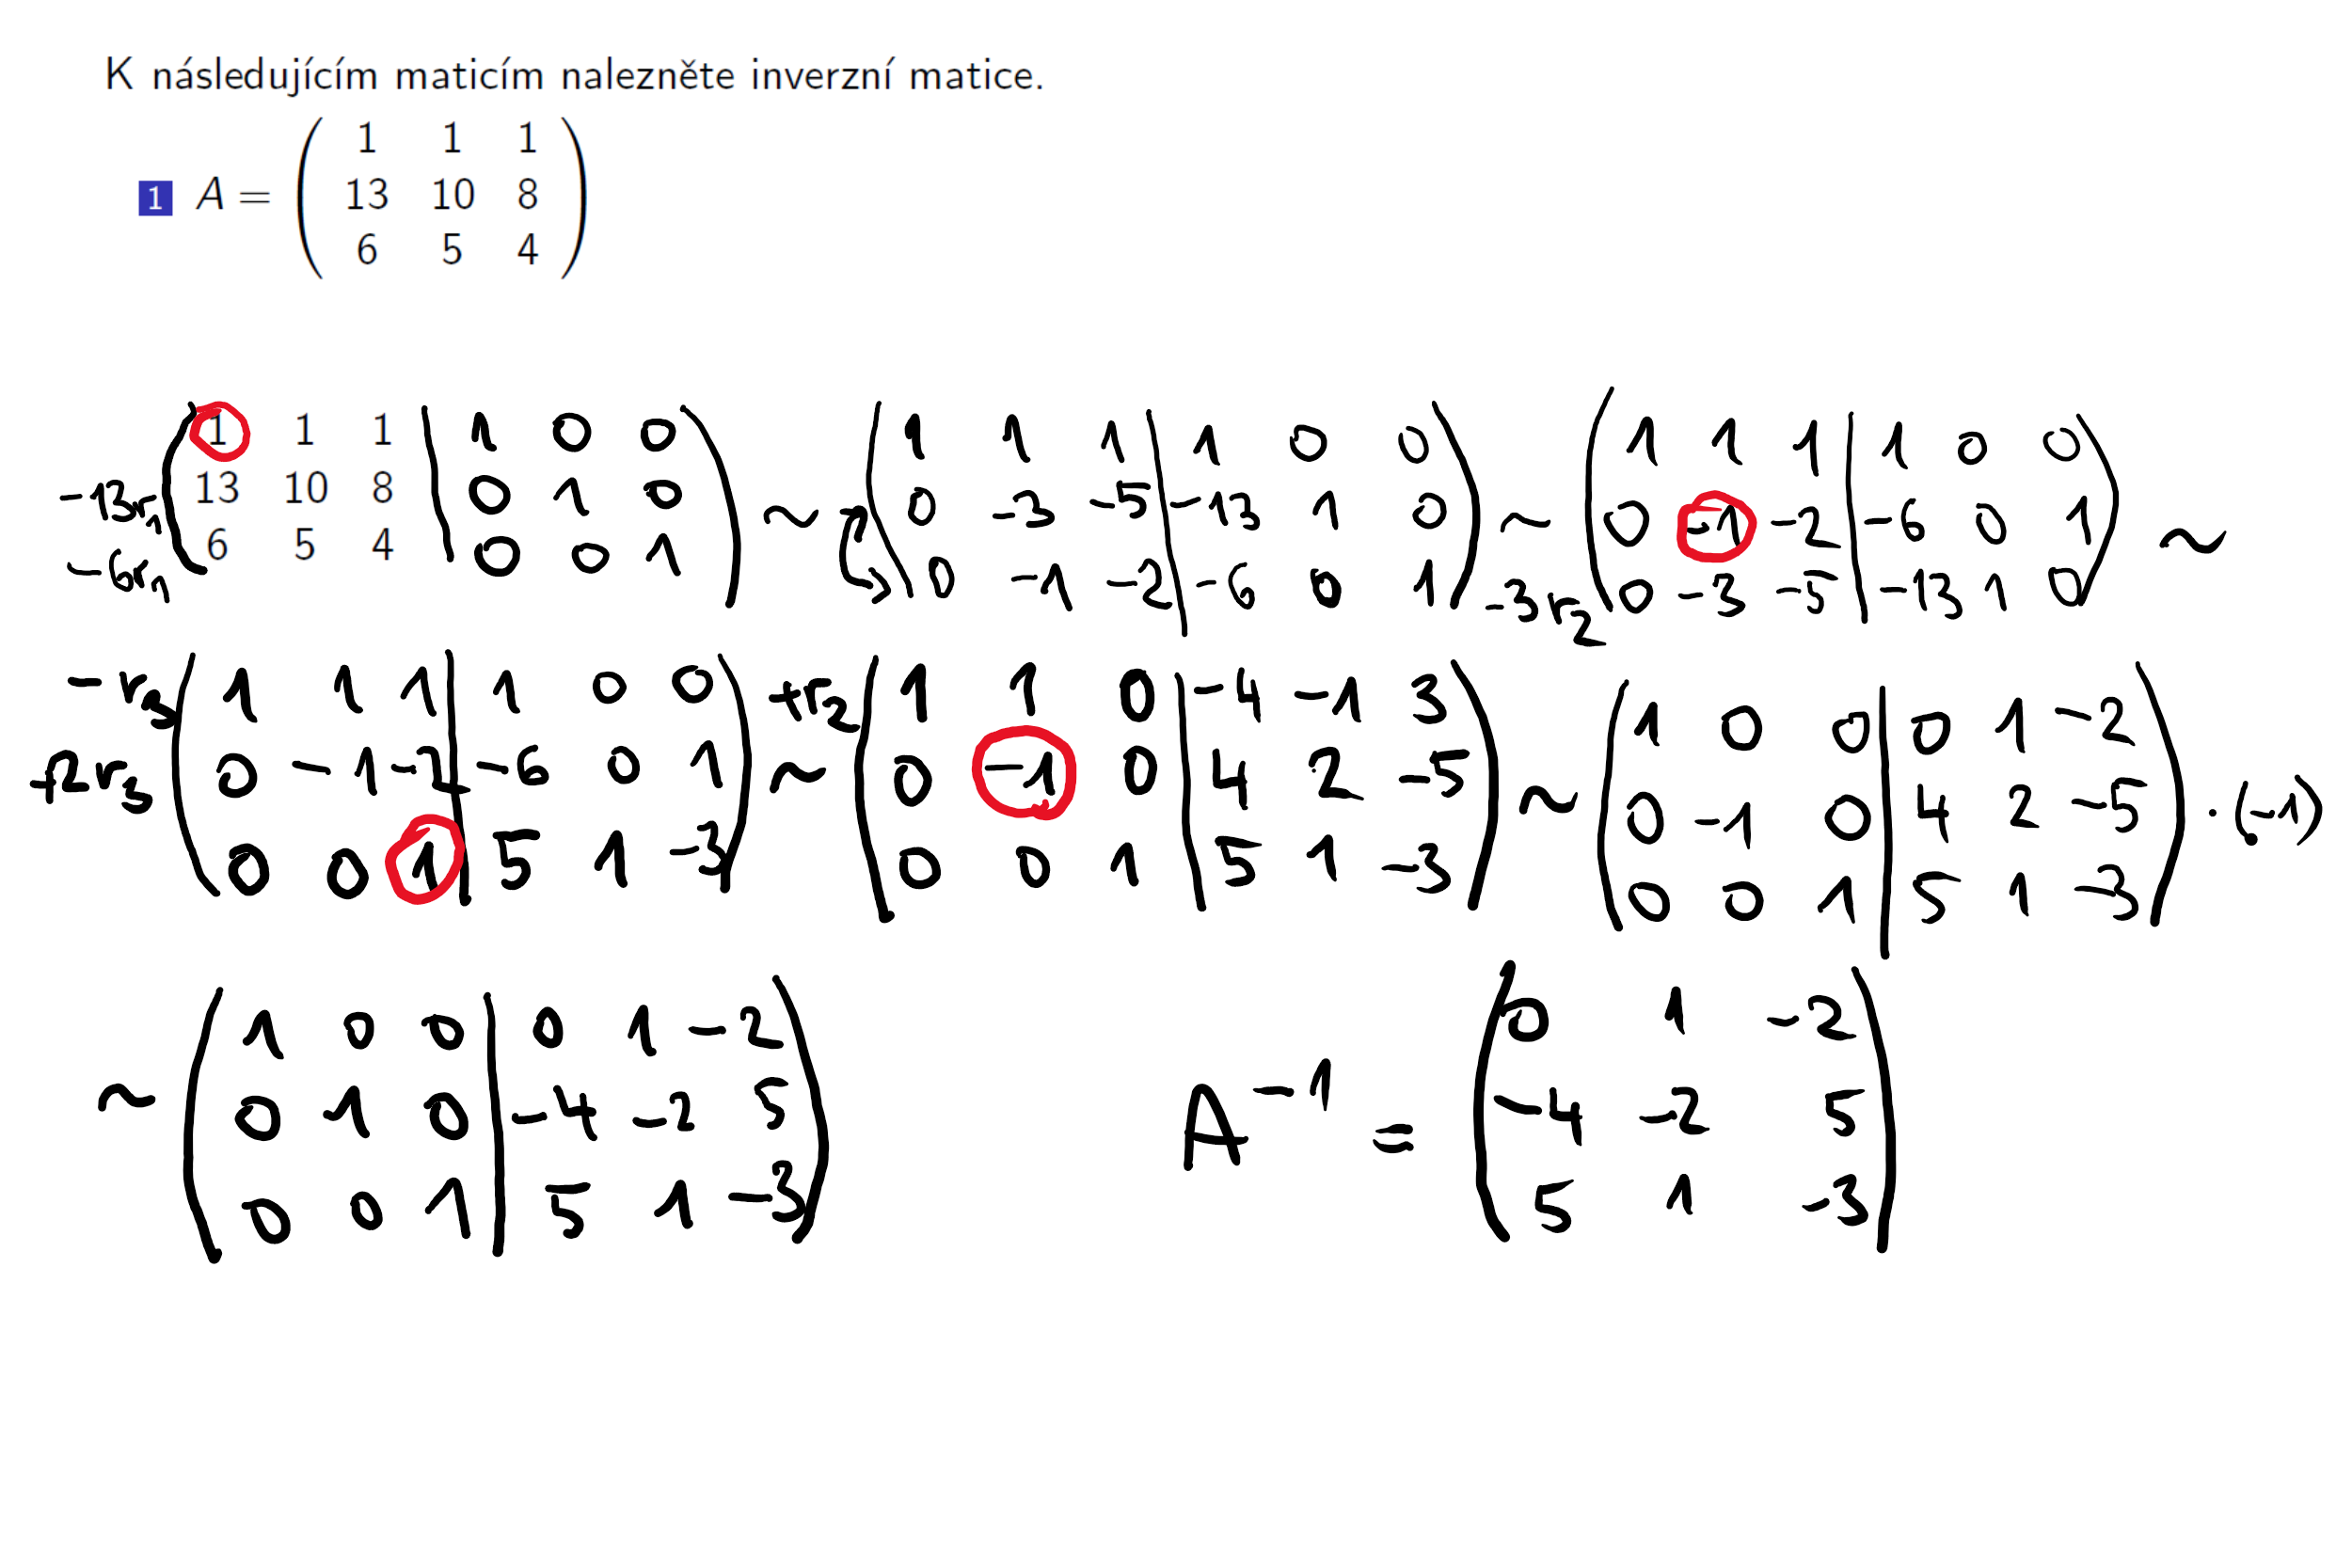 K následujícím maticím nalezněte inverzní matice.
1 A = ( 1 1 1
13 10 8
6 5 4 )
( 1 1 1 | 1 0 0 ) ~ ( 1 1 1 | 1 0 0 ) ~ ( 1 1 1 | 1 0 0 ) ~
-13r₁ 13 10 8 | 0 1 0 0 -3 -5 | -13 1 0 0 -1 -2 | -6 0 1
-6r₁ 6 5 4 | 0 0 1 0 -1 -2 | -6 0 1 -3r₂ 0 -3 -5 | -13 1 0
-r₃ ( 1 1 1 | 1 0 0 ) +r₂ ( 1 1 0 | -4 -1 3 ) ( 1 0 0 | 0 1 -2 )
+2r₃ 0 -1 -2 | -6 0 1 ~ 0 -1 0 | 4 2 -5 ~ 0 -1 0 | 4 2 -5 · (-1)
0 0 1 | 5 1 -3 0 0 1 | 5 1 -3 0 0 1 | 5 1 -3
( 1 0 0 | 0 1 -2 ) ( 0 1 -2 )
~ 0 1 0 | -4 -2 5 A⁻¹ = -4 -2 5
0 0 1 | 5 1 -3 5 1 -3